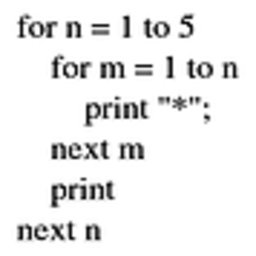 for n = 1 to 5
for m = 1 to n
print "*";
next m
print
next n